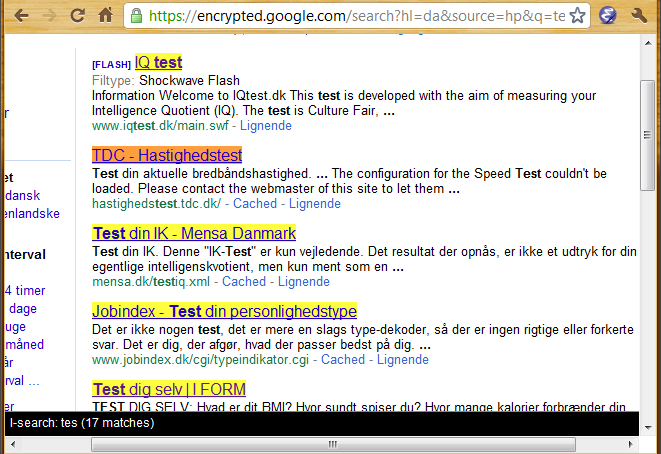 https://encrypted.google.com/search?hl=da&source=hp&q=te
[FLASH] IQ test
Filtype: Shockwave Flash
Information Welcome to IQtest.dk This test is developed with the aim of measuring your
Intelligence Quotient (IQ). The test is Culture Fair, ...
www.iqtest.dk/main.swf - Lignende
TDC - Hastighedstest
Test din aktuelle bredbåndshastighed. ... The configuration for the Speed Test couldn't be
loaded. Please contact the webmaster of this site to let them ...
hastighedstest.tdc.dk/ - Cached - Lignende
Test din IK - Mensa Danmark
Test din IK. Denne "IK-Test" er kun vejledende. Det resultat der opnås, er ikke et udtryk for din
egentlige intelligenskvotient, men kun ment som en ...
mensa.dk/testiq.xml - Cached - Lignende
Jobindex - Test din personlighedstype
Det er ikke nogen test, det er mere en slags type-dekoder, så der er ingen rigtige eller forkerte
svar. Det er dig, der afgør, hvad der passer bedst på dig. ...
www.jobindex.dk/cgi/typeindikator.cgi - Cached - Lignende
Test dig selv | I FORM
TEST DIG SELV: Hvad er dit BMI? Hvor sundt spiser du? Hvor mange kalorier forbrænder din
r
et
dansk
enlandske
nterval
4 timer
dage
uge
måned
år
rval ...
er
I-search: tes (17 matches)